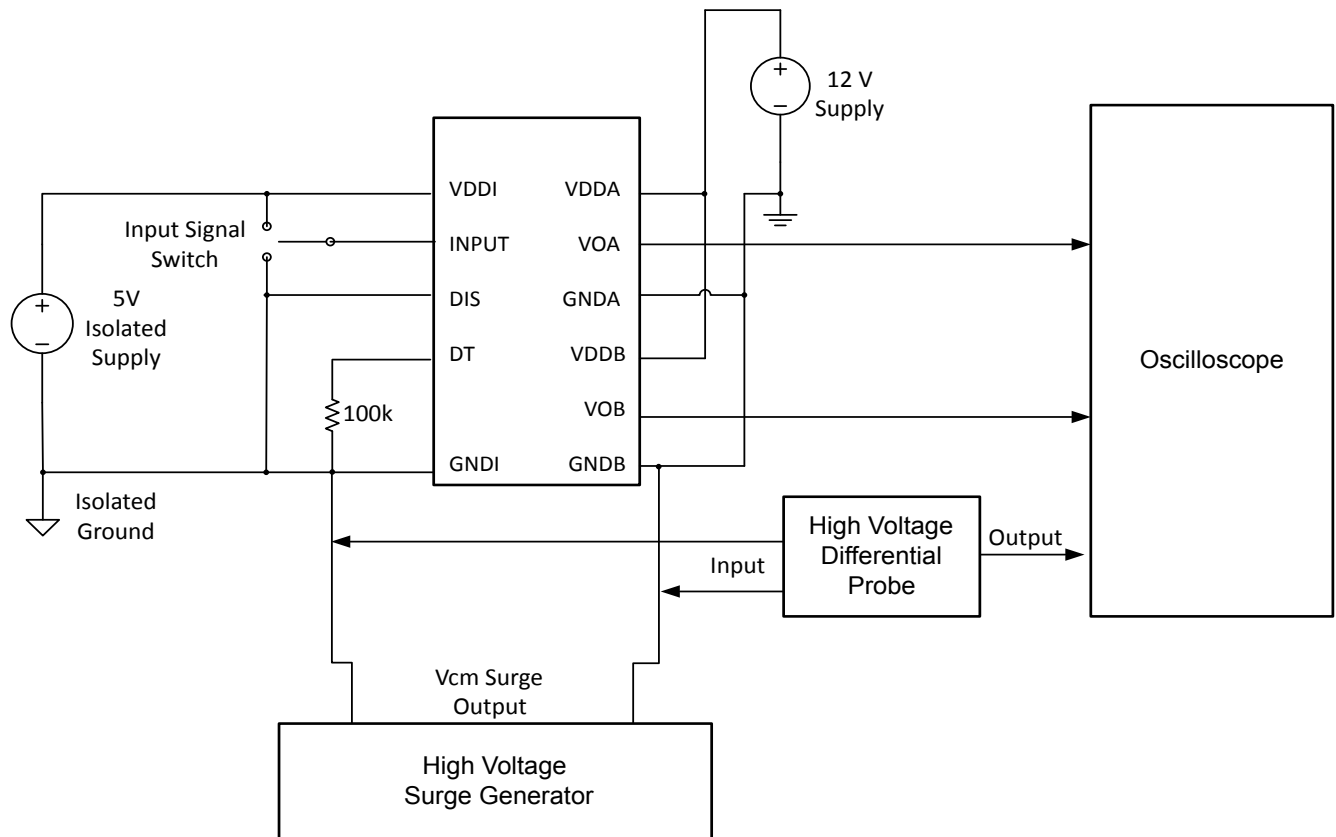 +
−
12 V
Supply
VDDI
VDDA
Input Signal
Switch
INPUT
VOA
+
−
5V
Isolated
Supply
DIS
GNDA
DT
VDDB
Oscilloscope
100k
VOB
GNDI
GNDB
Isolated
Ground
High Voltage
Differential
Probe
Output
Input
Vcm Surge
Output
High Voltage
Surge Generator